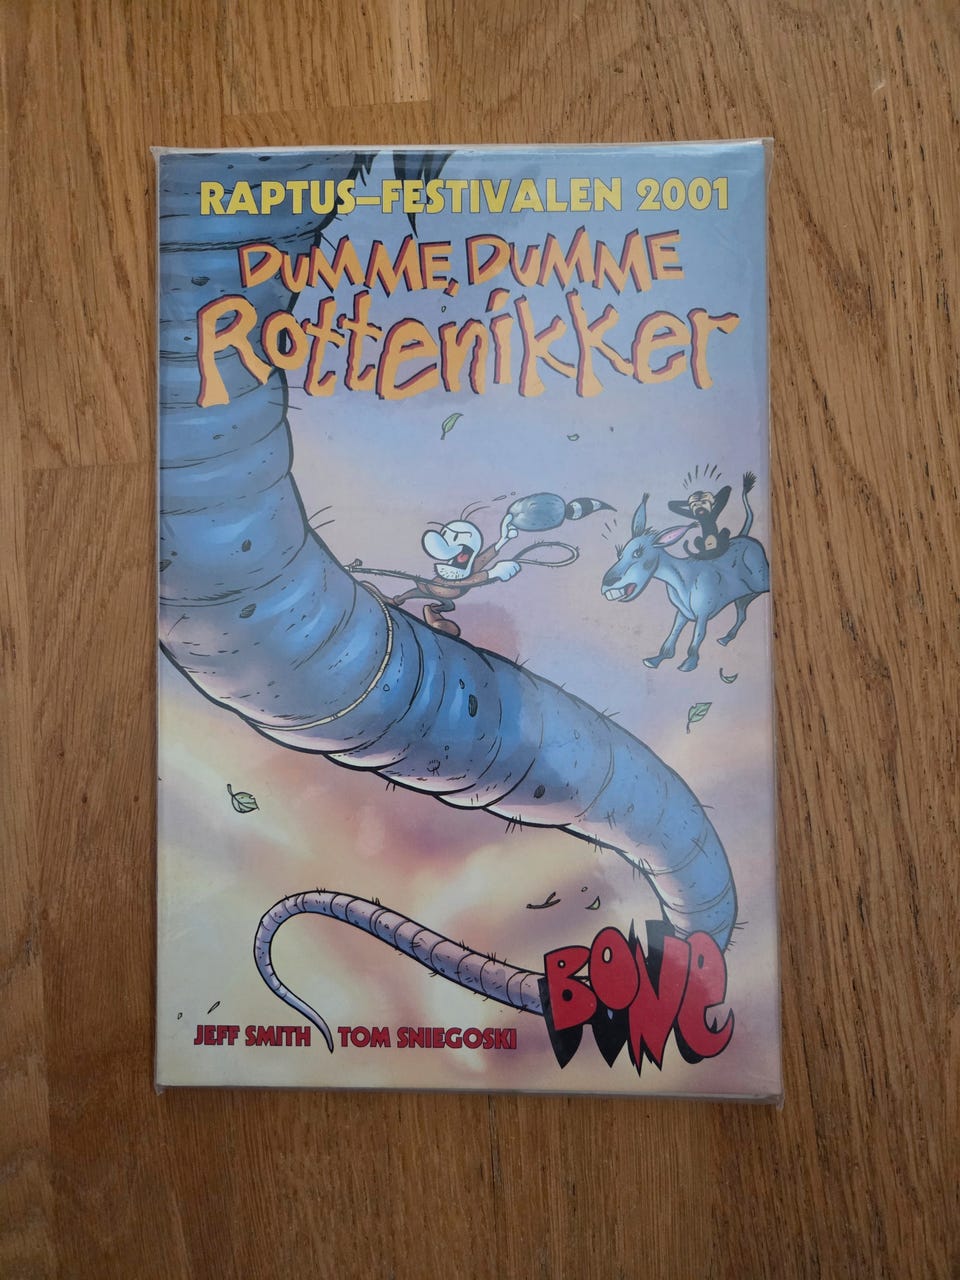 RAPTUS–FESTIVALEN 2001
DUMME, DUMME
Rottenikker
BONE
JEFF SMITH TOM SNIEGOSKI